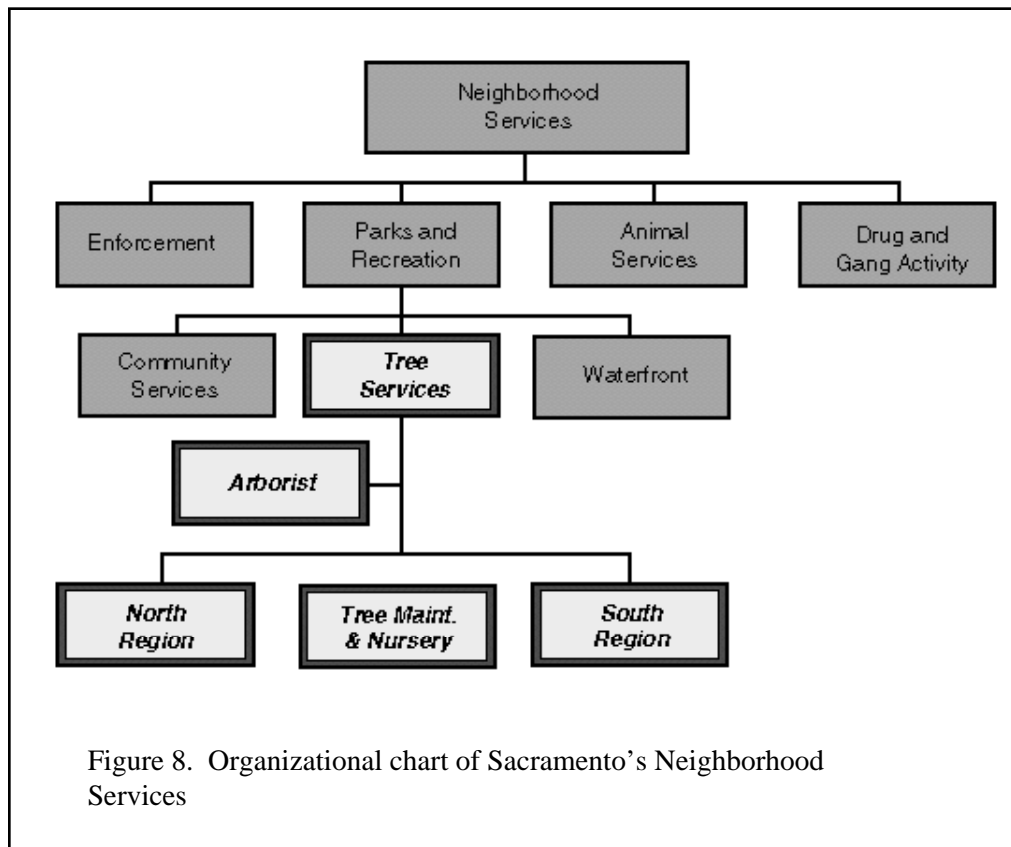 Neighborhood
Services
Enforcement
Parks and
Recreation
Animal
Services
Drug and
Gang Activity
Community
Services
Tree
Services
Waterfront
Arborist
North
Region
Tree Maint.
& Nursery
South
Region
Figure 8. Organizational chart of Sacramento’s Neighborhood
Services